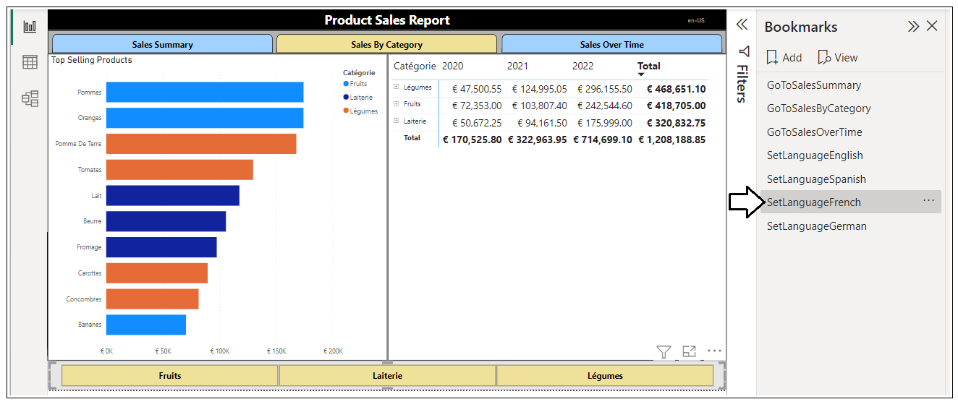 Product Sales Report
en-US
Sales Summary
Sales By Category
Sales Over Time
Top Selling Products
Catégorie
Fruits
Laiterie
Légumes
Pommes
Oranges
Pomme De Terre
Tomates
Lait
Beurre
Fromage
Carottes
Concombres
Bananes
€ 0K € 50K € 100K € 150K € 200K
Catégorie 2020 2021 2022 Total
Légumes € 47,500.55 € 124,995.05 € 296,155.50 € 468,651.10
Fruits € 72,353.00 € 103,807.40 € 242,544.60 € 418,705.00
Laiterie € 50,672.25 € 94,161.50 € 175,999.00 € 320,832.75
Total € 170,525.80 € 322,963.95 € 714,699.10 € 1,208,188.85
Fruits
Laiterie
Légumes
Filters
Bookmarks
Add View
GoToSalesSummary
GoToSalesByCategory
GoToSalesOverTime
SetLanguageEnglish
SetLanguageSpanish
SetLanguageFrench
SetLanguageGerman